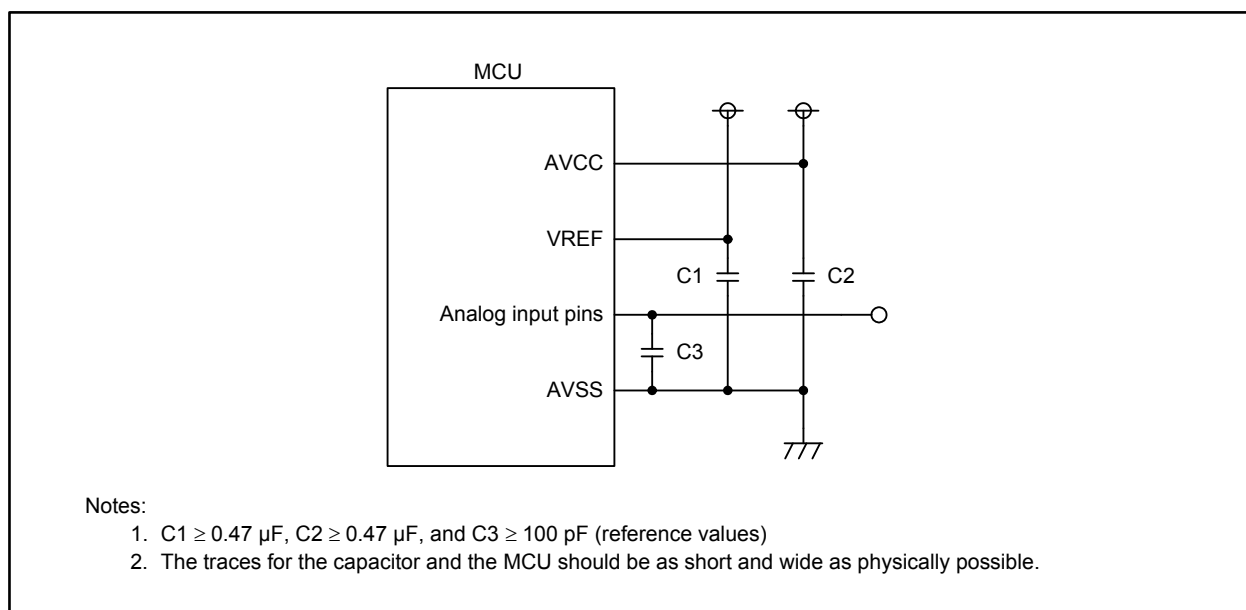 MCU
AVCC
VREF
C1
C2
Analog input pins
C3
AVSS
Notes:
1. C1 ≥ 0.47 µF, C2 ≥ 0.47 µF, and C3 ≥ 100 pF (reference values)
2. The traces for the capacitor and the MCU should be as short and wide as physically possible.